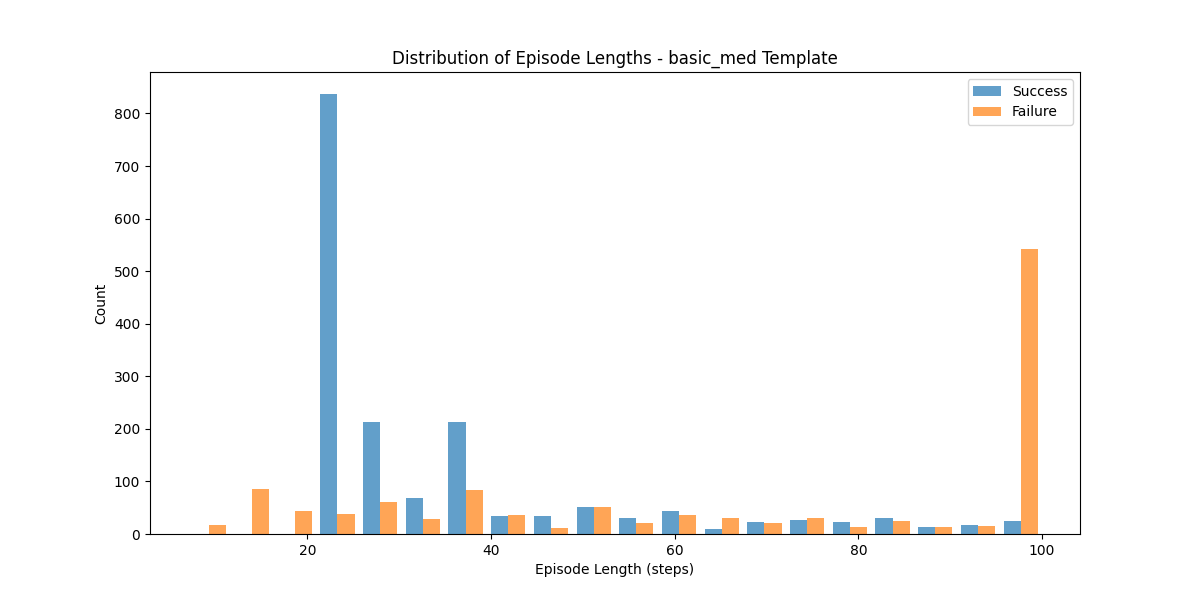 Distribution of Episode Lengths - basic_med Template
Success
Failure
800
700
600
500
400
300
200
100
0
Count
20
40
60
80
100
Episode Length (steps)